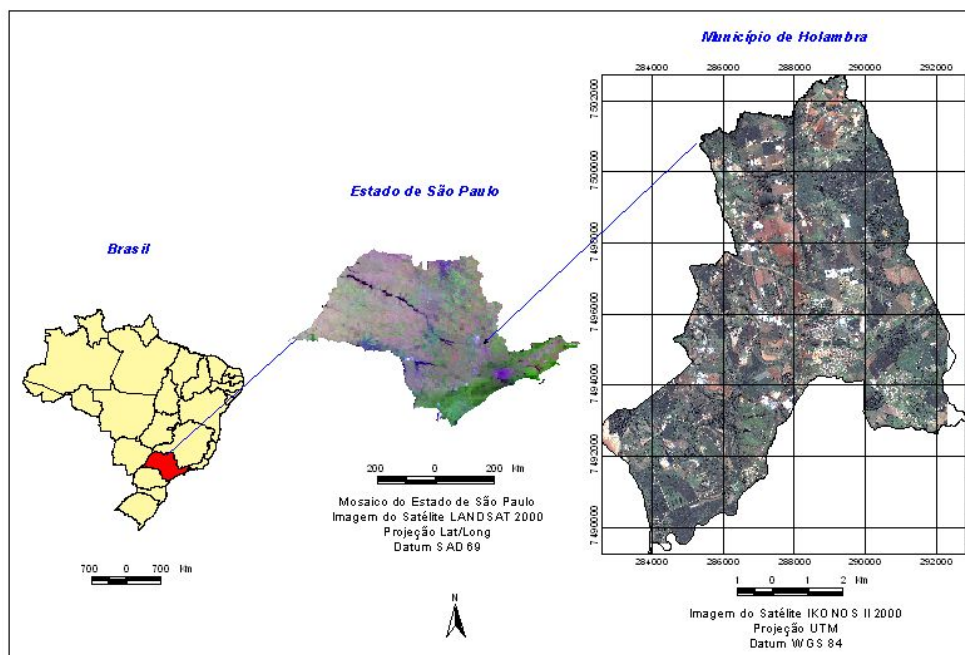 Município de Holambra
284000 286000 288000 290000 292000
7502000
7500000
7498000
7496000
7494000
7492000
7490000
284000 286000 288000 290000 292000
1 0 1 2 Km
Imagem do Satélite IKONOS II 2000
Projeção UTM
Datum WGS 84
Estado de São Paulo
200 0 200 Km
Mosaico do Estado de São Paulo
Imagem do Satélite LANDSAT 2000
Projeção Lat/Long
Datum SAD 69
Brasil
700 0 700 Km
N